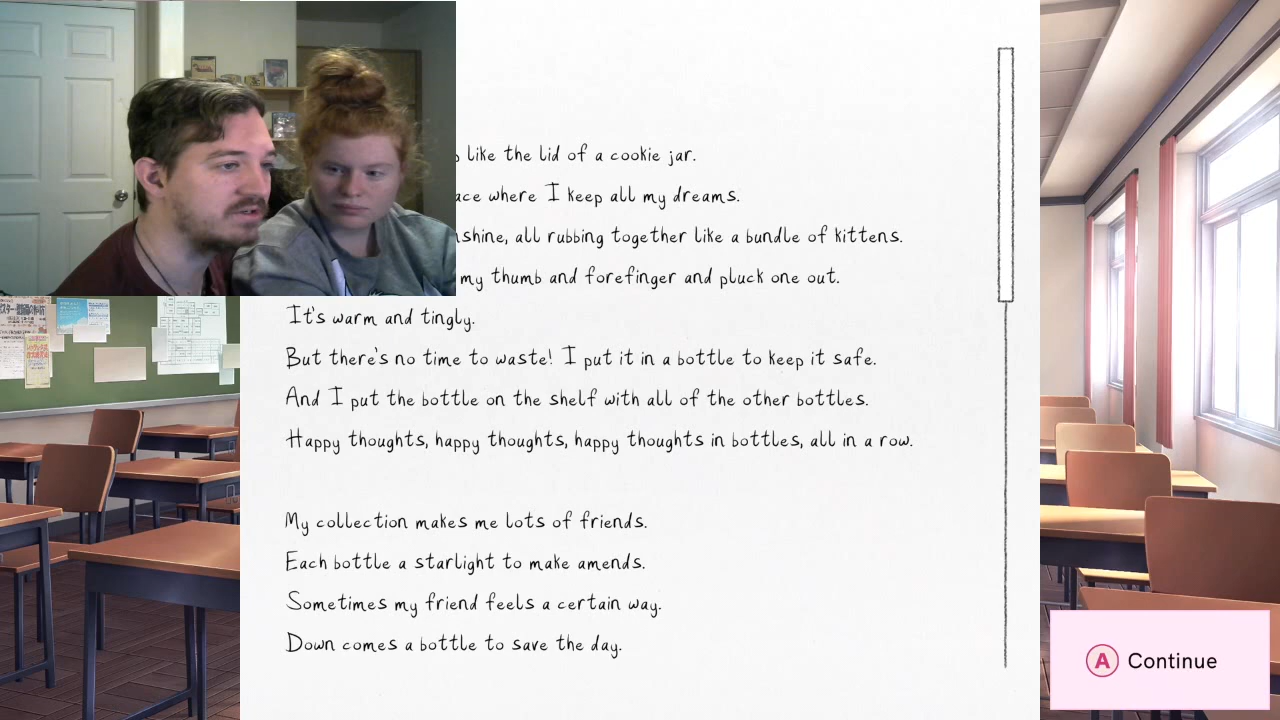 like the lid of a cookie jar.
where I keep all my dreams.
all rubbing together like a bundle of kittens.
my thumb and forefinger and pluck one out.
It's warm and tingly.
But there's no time to waste! I put it in a bottle to keep it safe.
And I put the bottle on the shelf with all of the other bottles.
Happy thoughts, happy thoughts, happy thoughts in bottles, all in a row.
My collection makes me lots of friends.
Each bottle a starlight to make amends.
Sometimes my friend feels a certain way.
Down comes a bottle to save the day.
A Continue